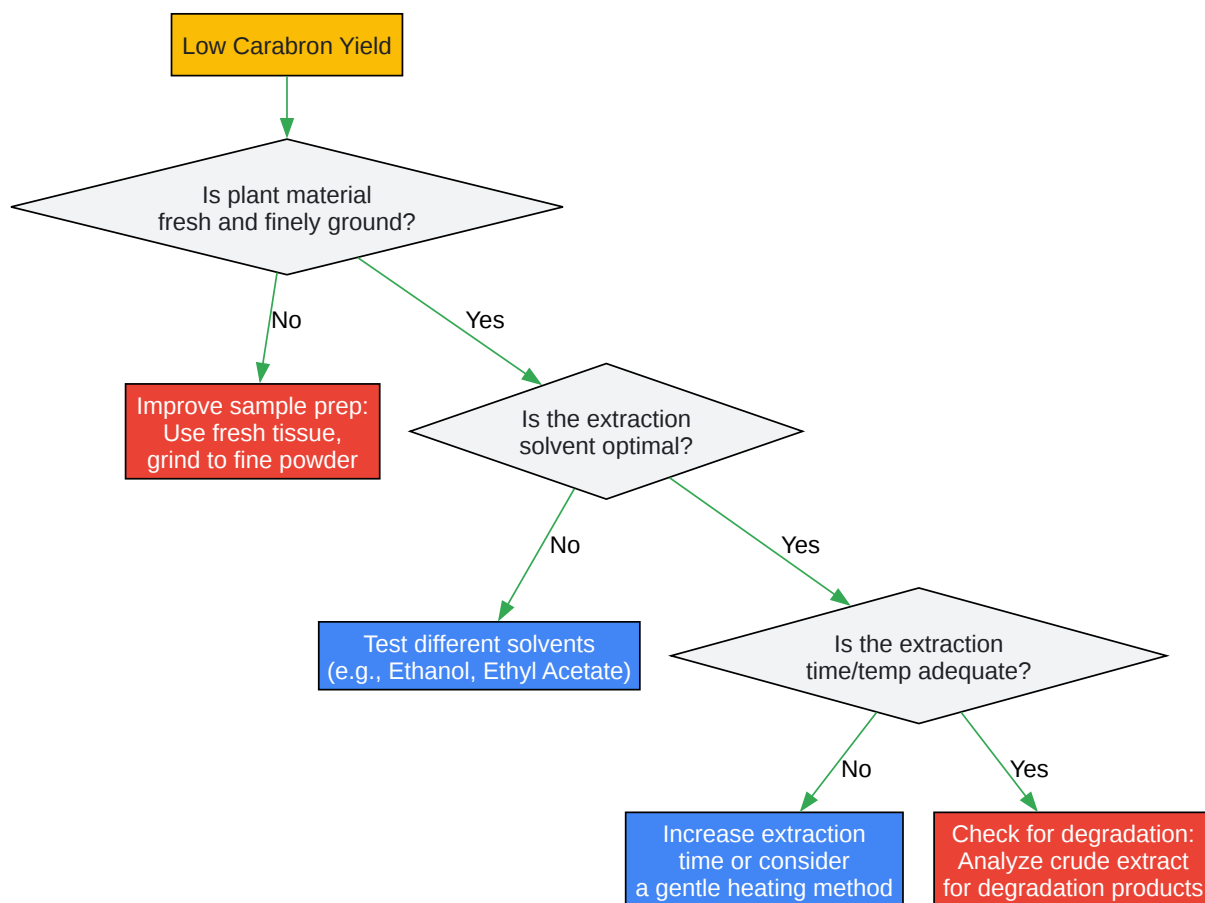 Low Carabron Yield
Is plant material
fresh and finely ground?
No
Yes
Improve sample prep:
Use fresh tissue,
grind to fine powder
Is the extraction
solvent optimal?
No
Yes
Test different solvents
(e.g., Ethanol, Ethyl Acetate)
Is the extraction
time/temp adequate?
No
Yes
Increase extraction
time or consider
a gentle heating method
Check for degradation:
Analyze crude extract
for degradation products